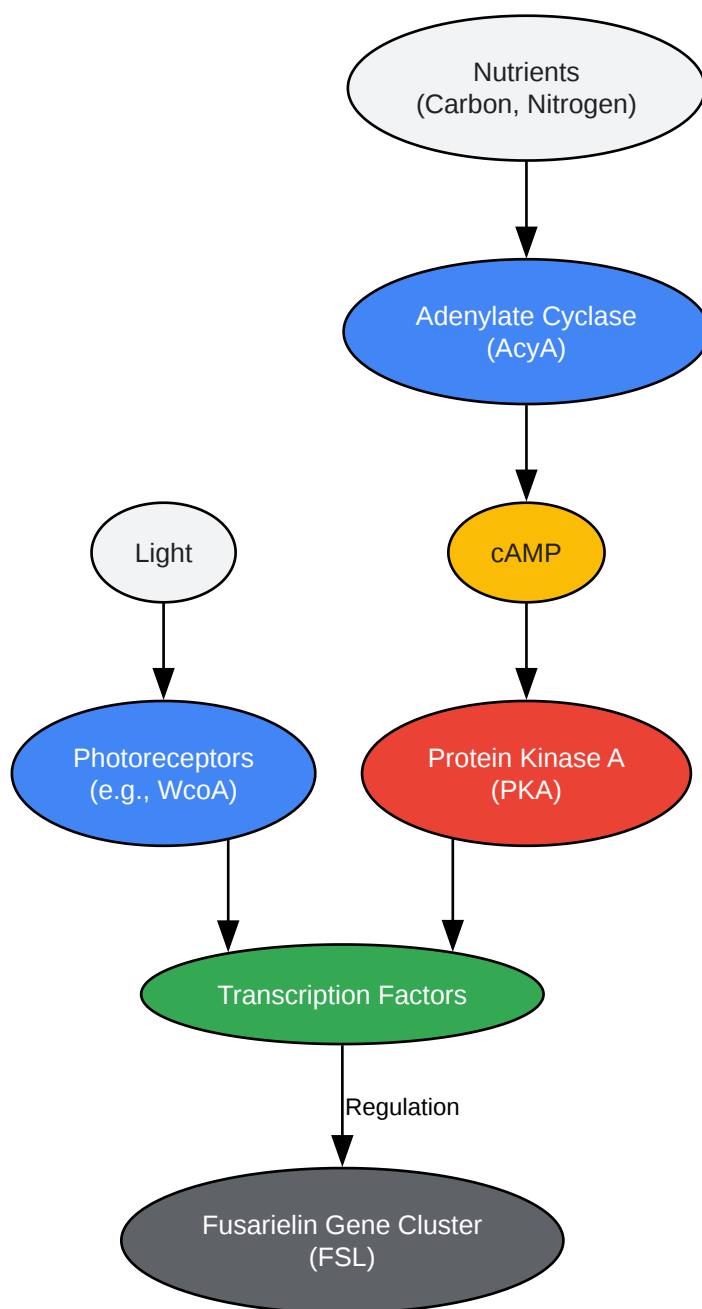 Nutrients
(Carbon, Nitrogen)
Adenylate Cyclase
(AcyA)
Light
cAMP
Photoreceptors
(e.g., WcoA)
Protein Kinase A
(PKA)
Transcription Factors
Regulation
Fusarielin Gene Cluster
(FSL)